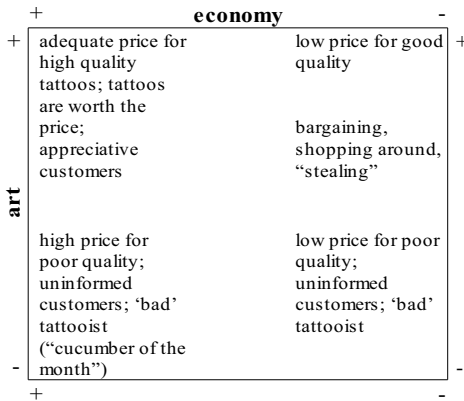 + economy -
+ +
adequate price for
high quality
tattoos; tattoos
are worth the
price;
appreciative
customers
low price for good
quality
bargaining,
shopping around,
“stealing”
art
high price for
poor quality;
uninformed
customers; ‘bad’
tattooist
(“cucumber of the
month”)
low price for poor
quality;
uninformed
customers; ‘bad’
tattooist
- -
+ -